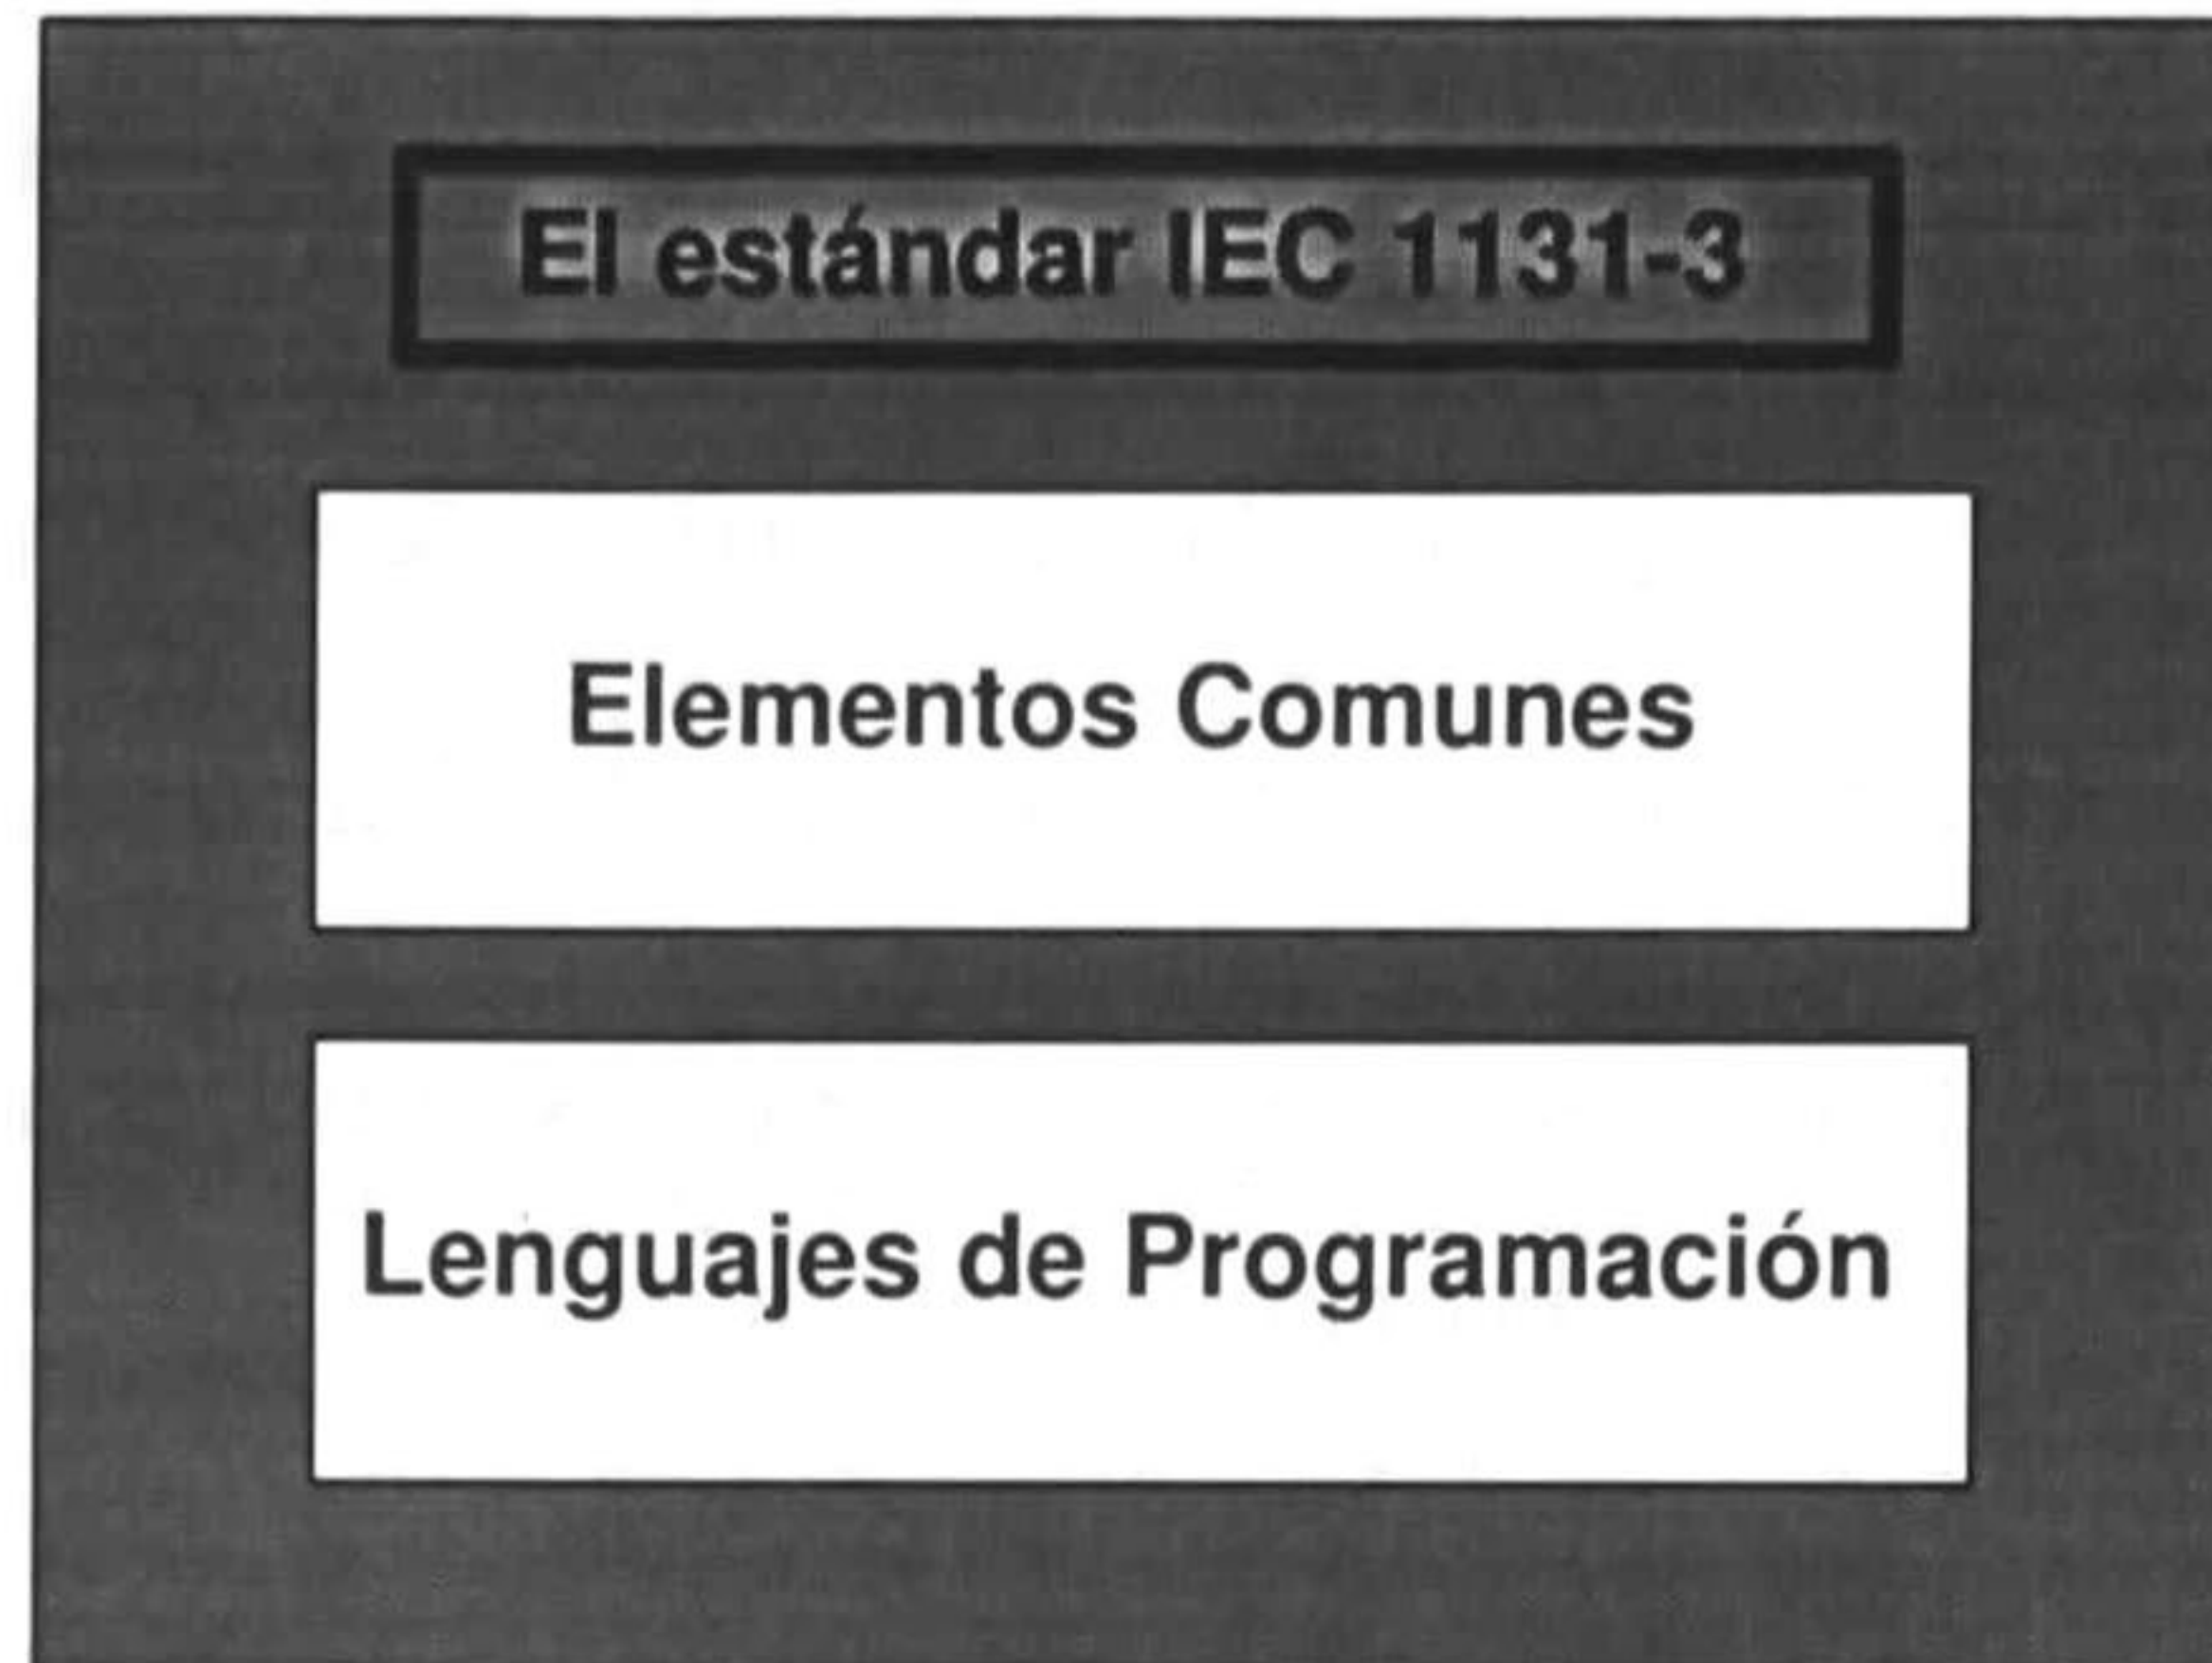 El estándar IEC 1131-3
Elementos Comunes
Lenguajes de Programación